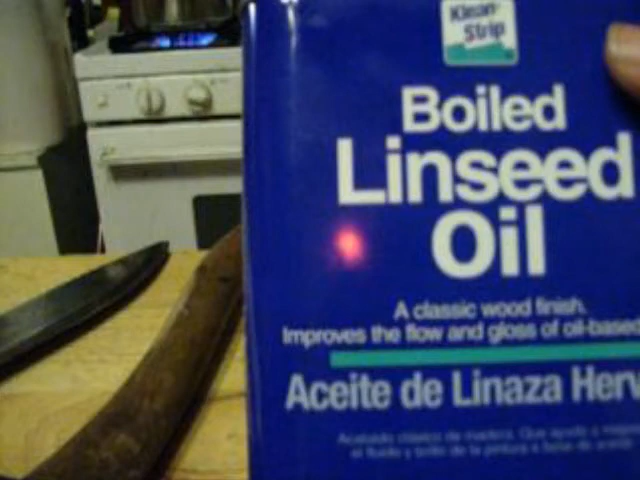 Klean
Strip
Boiled
Linseed
Oil
A classic wood finish.
Improves the flow and gloss of oil-based
Aceite de Linaza Herv